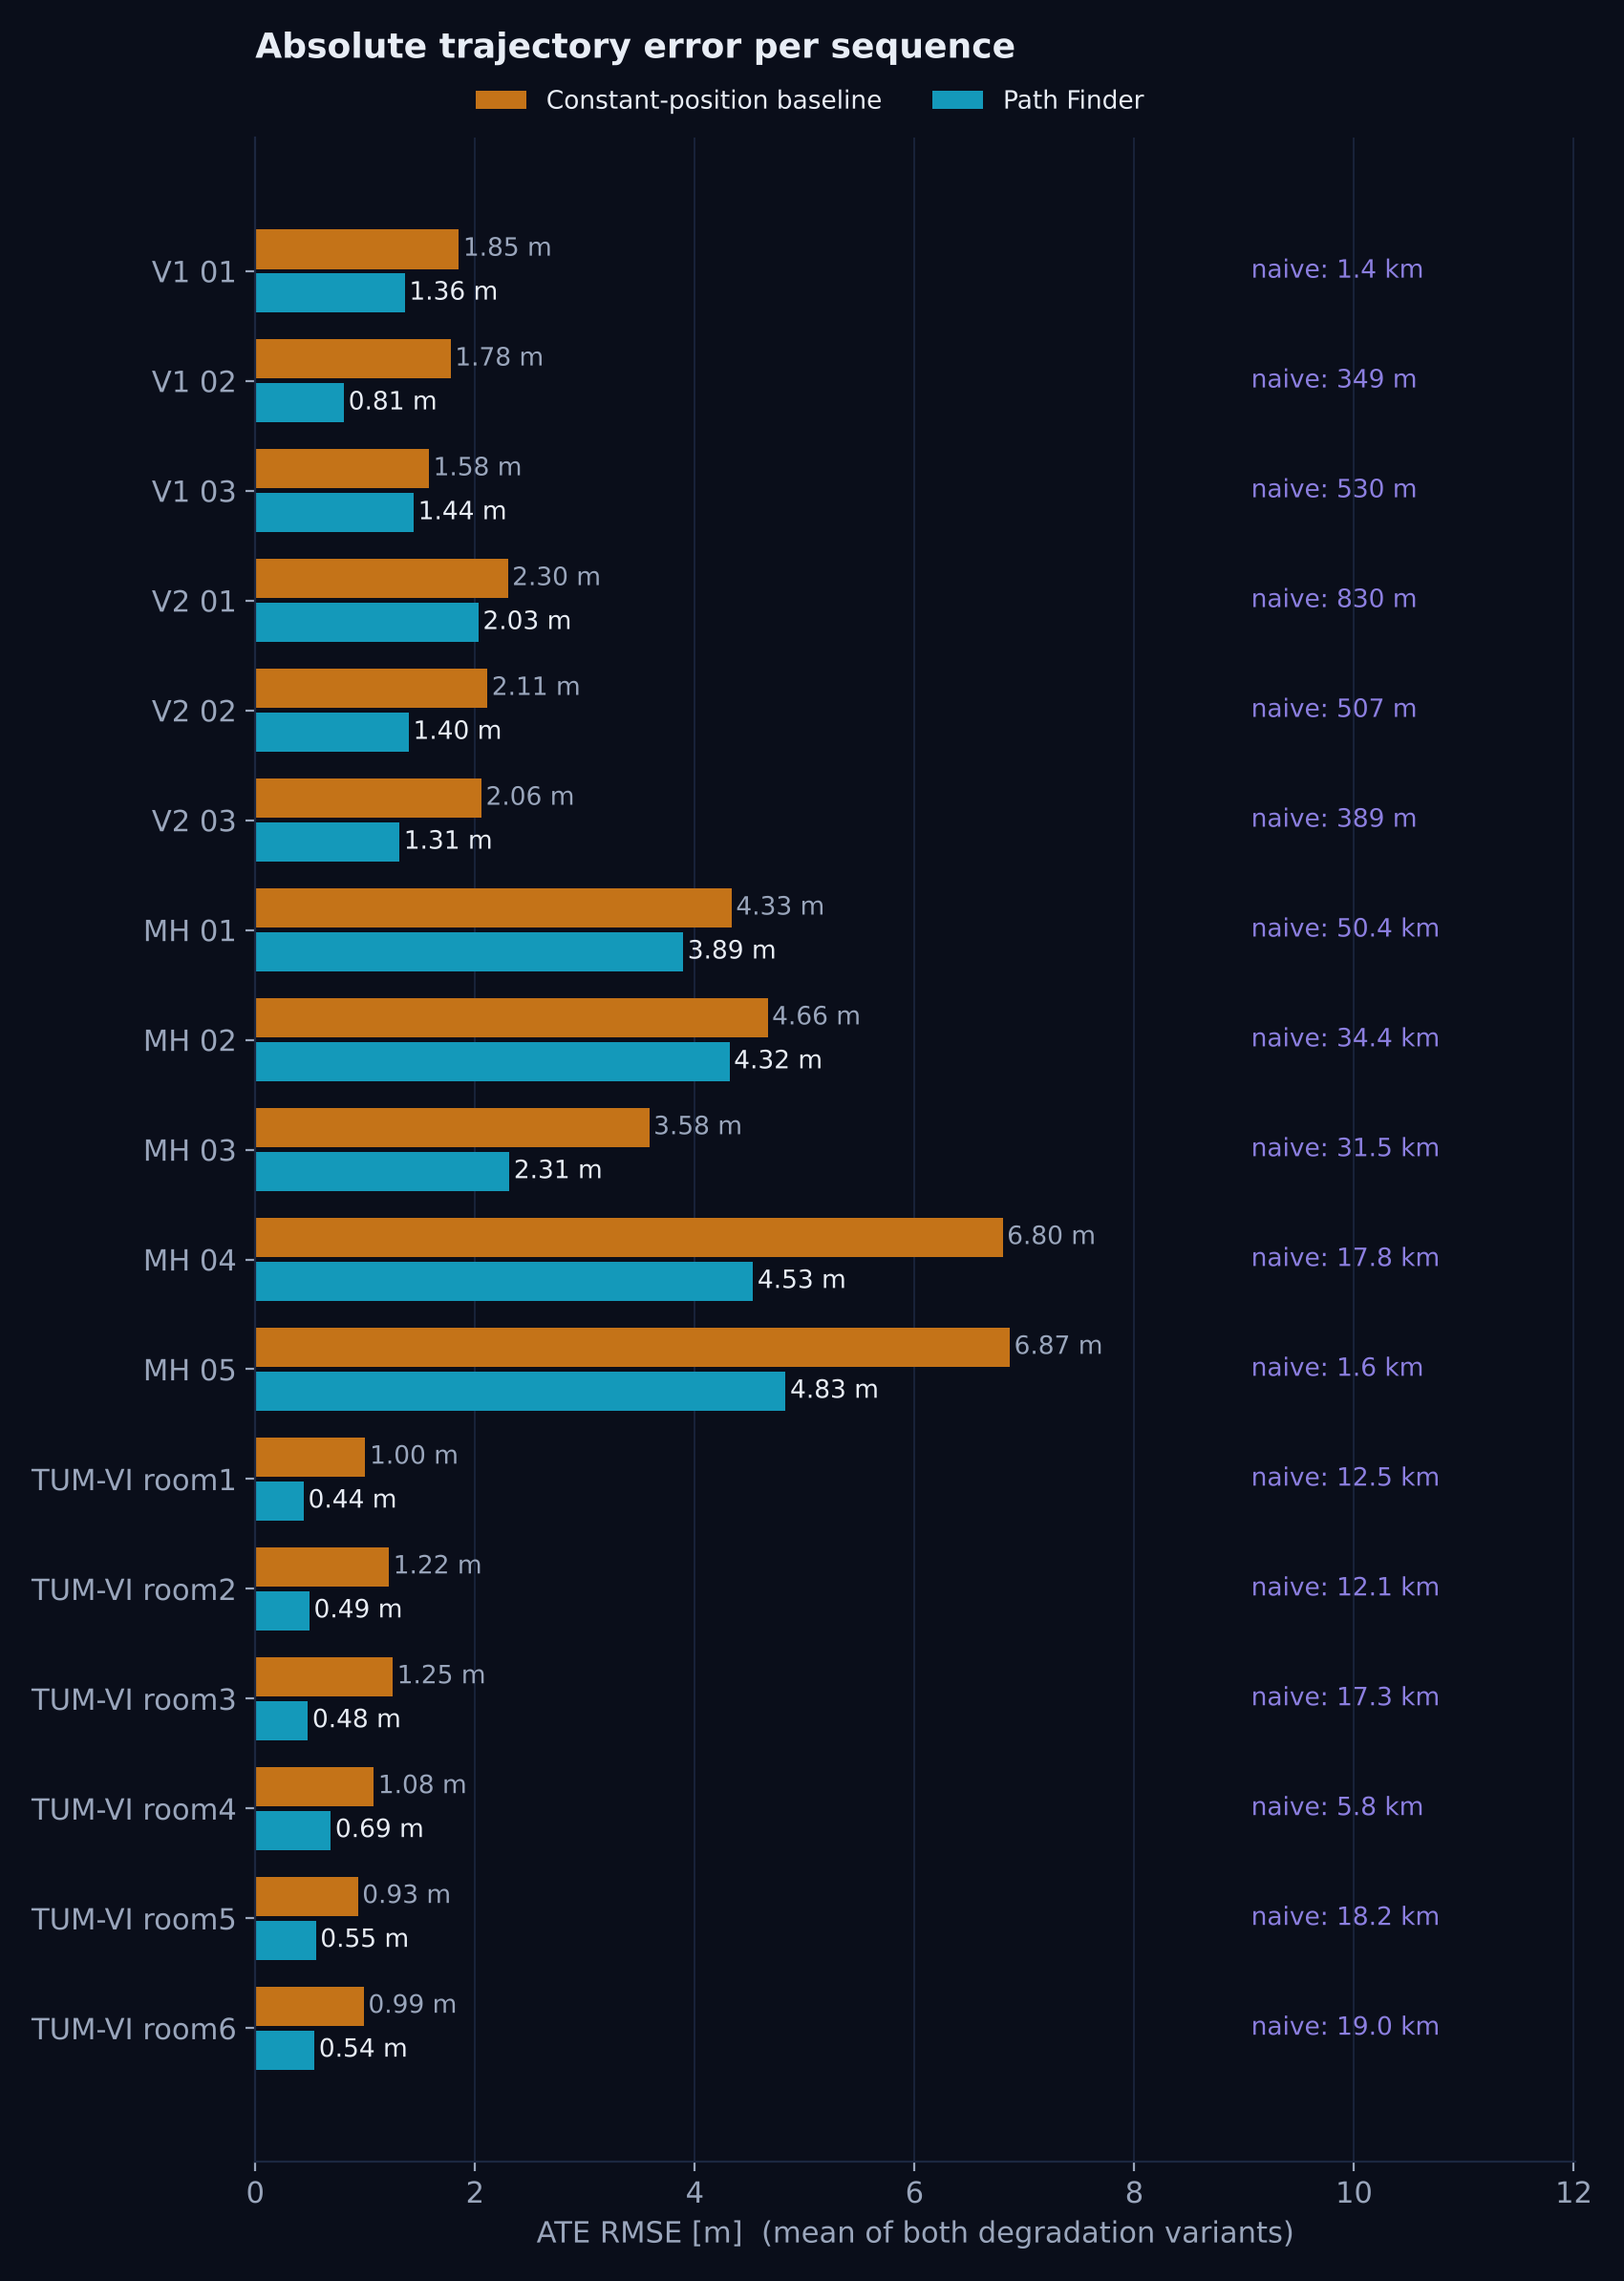 Absolute trajectory error per sequence
Constant-position baseline Path Finder
V1 01 1.85 m 1.36 m naive: 1.4 km
V1 02 1.78 m 0.81 m naive: 349 m
V1 03 1.58 m 1.44 m naive: 530 m
V2 01 2.30 m 2.03 m naive: 830 m
V2 02 2.11 m 1.40 m naive: 507 m
V2 03 2.06 m 1.31 m naive: 389 m
MH 01 4.33 m 3.89 m naive: 50.4 km
MH 02 4.66 m 4.32 m naive: 34.4 km
MH 03 3.58 m 2.31 m naive: 31.5 km
MH 04 6.80 m 4.53 m naive: 17.8 km
MH 05 6.87 m 4.83 m naive: 1.6 km
TUM-VI room1 1.00 m 0.44 m naive: 12.5 km
TUM-VI room2 1.22 m 0.49 m naive: 12.1 km
TUM-VI room3 1.25 m 0.48 m naive: 17.3 km
TUM-VI room4 1.08 m 0.69 m naive: 5.8 km
TUM-VI room5 0.93 m 0.55 m naive: 18.2 km
TUM-VI room6 0.99 m 0.54 m naive: 19.0 km
0 2 4 6 8 10 12
ATE RMSE [m] (mean of both degradation variants)